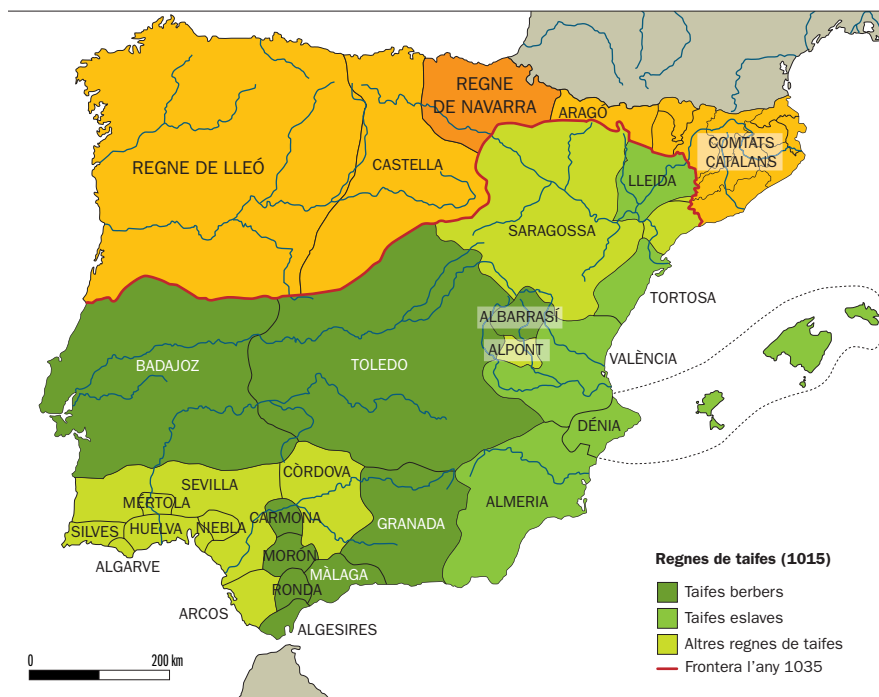 REGNE
DE NAVARRA
ARAGÓ
COMTATS
CATALANS
REGNE DE LLEÓ
CASTELLA
LLEIDA
SARAGOSSA
TORTOSA
ALBARRASÍ
ALPONT
VALÈNCIA
BADAJOZ
TOLEDO
DÉNIA
CÒRDOVA
SEVILLA
MÉRTOLA
ALMERIA
SILVES
HUELVA
NIEBLA
CARMONA
GRANADA
ALGARVE
MORÓN
MÀLAGA
RONDA
ARCOS
ALGESIRES
Regnes de taifes (1015)
Taifes berbers
Taifes eslaves
Altres regnes de taifes
Frontera l'any 1035
0 200 km